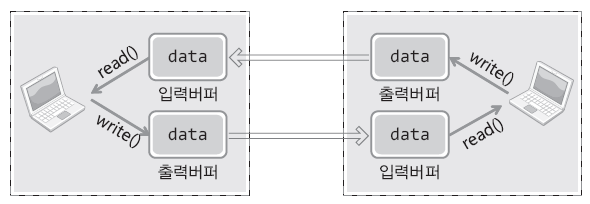 read()
data
입력버퍼
write()
data
출력버퍼
data
출력버퍼
write()
data
입력버퍼
read()